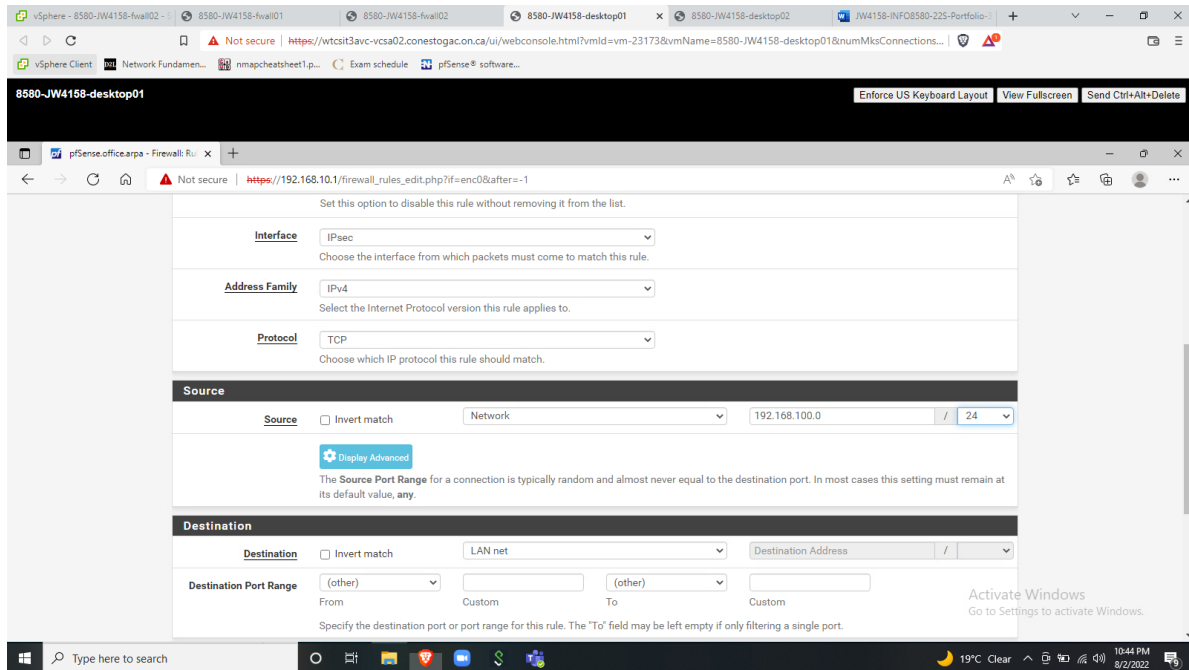 vSphere - 8580-JW4158-fwall02 - S
8580-JW4158-fwall01
8580-JW4158-fwall02
8580-JW4158-desktop01
8580-JW4158-desktop02
JW4158-INFO8580-22S-Portfolio-3
Not secure | https://wtcsit3avc-vcsa02.conestogac.on.ca/ui/webconsole.html?vmId=vm-23173&vmName=8580-JW4158-desktop01&numMksConnections...
vSphere Client
Network Fundamen...
nmapcheatsheet1.p...
Exam schedule
pfSense® software...
8580-JW4158-desktop01
Enforce US Keyboard Layout
View Fullscreen
Send Ctrl+Alt+Delete
pfSense.office.arpa - Firewall: Ru
Not secure | https://192.168.10.1/firewall_rules_edit.php?if=enc0&after=-1
Set this option to disable this rule without removing it from the list.
Interface
IPsec
Choose the interface from which packets must come to match this rule.
Address Family
IPv4
Select the Internet Protocol version this rule applies to.
Protocol
TCP
Choose which IP protocol this rule should match.
Source
Source
Invert match
Network
192.168.100.0
/ 24
Display Advanced
The Source Port Range for a connection is typically random and almost never equal to the destination port. In most cases this setting must remain at
its default value, any.
Destination
Destination
Invert match
LAN net
Destination Address
/
Destination Port Range
(other)
(other)
From
Custom
To
Custom
Specify the destination port or port range for this rule. The "To" field may be left empty if only filtering a single port.
Activate Windows
Go to Settings to activate Windows.
Type here to search
19°C Clear
10:44 PM
8/2/2022